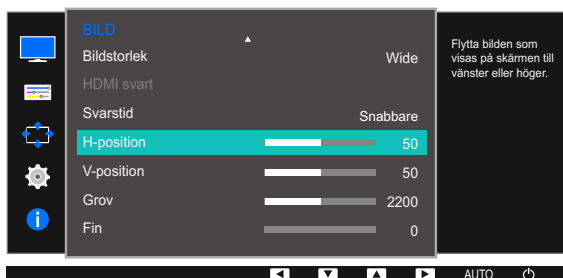 BILD
Bildstorlek Wide
HDMI svart
Svarstid Snabbare
H-position 50
V-position 50
Grov 2200
Fin 0
Flytta bilden som
visas på skärmen till
vänster eller höger.
AUTO